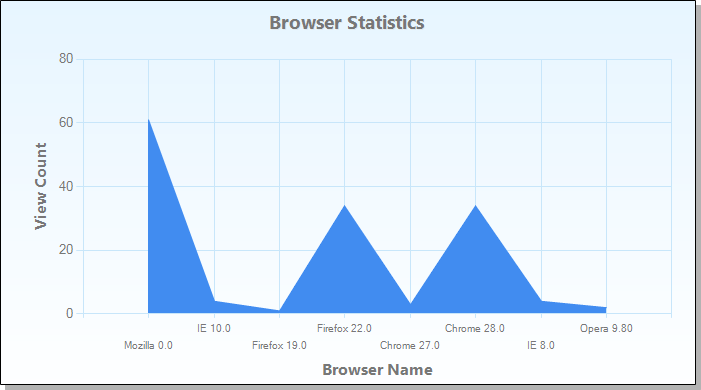 Browser Statistics
80
60
40
20
0
View Count
IE 10.0 Firefox 22.0 Chrome 28.0 Opera 9.80
Mozilla 0.0 Firefox 19.0 Chrome 27.0 IE 8.0
Browser Name